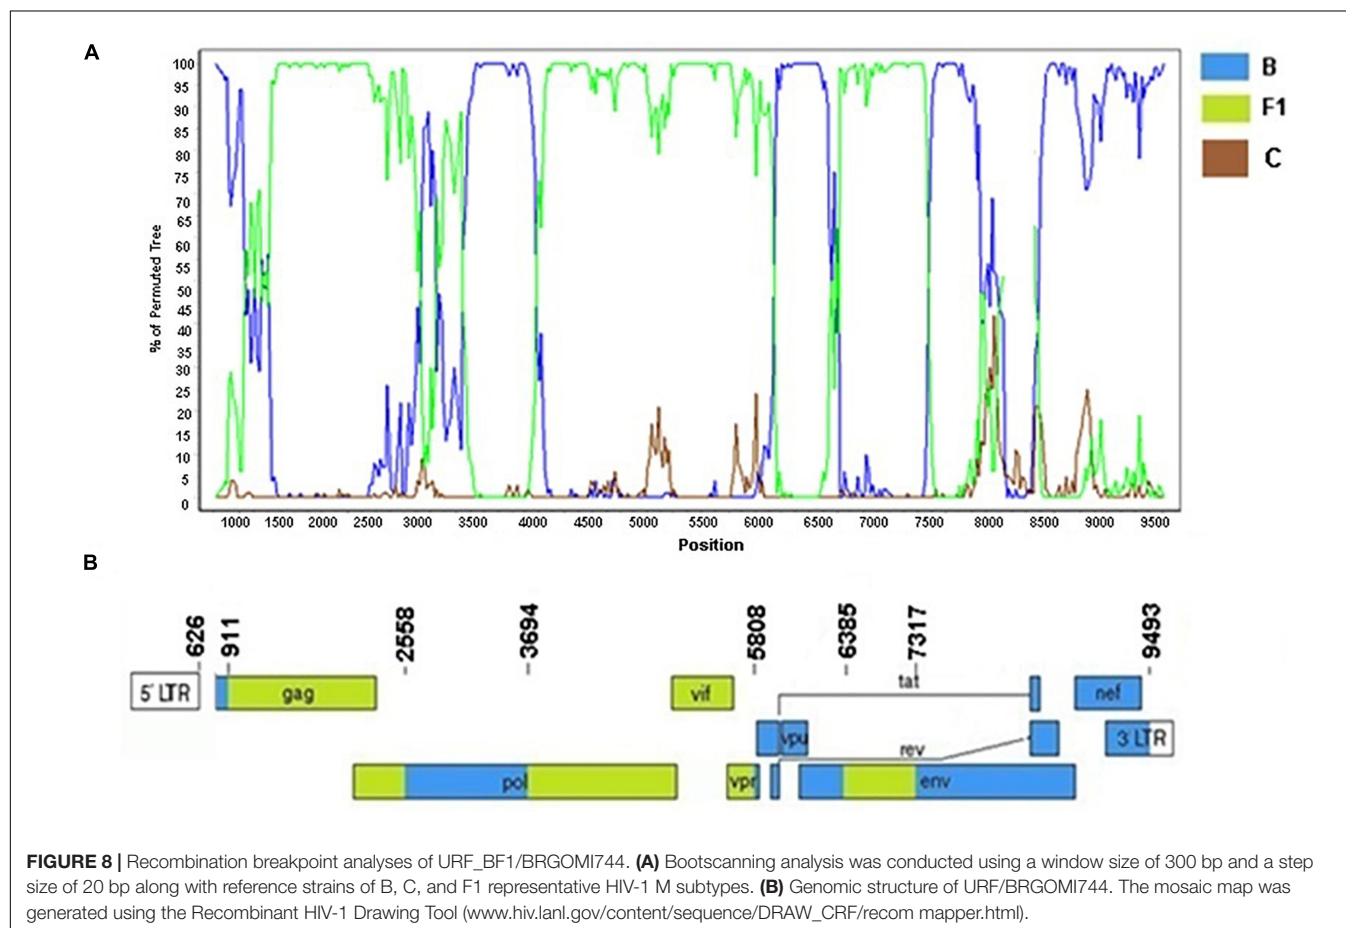 A
B
F1
C
% of Permuted Tree
100
95
90
85
80
75
70
65
60
55
50
45
40
35
30
25
20
15
10
5
0
1000 1500 2000 2500 3000 3500 4000 4500 5000 5500 6000 6500 7000 7500 8000 8500 9000 9500
Position
B
626 911 2558 3694 5808 6385 7317 9493
5' LTR gag vif tat nef
vpu rev 3' LTR
pol vpr env
FIGURE 8 | Recombination breakpoint analyses of URF_BF1/BRGOMI744. (A) Bootscanning analysis was conducted using a window size of 300 bp and a step
size of 20 bp along with reference strains of B, C, and F1 representative HIV-1 M subtypes. (B) Genomic structure of URF/BRGOMI744. The mosaic map was
generated using the Recombinant HIV-1 Drawing Tool (www.hiv.lanl.gov/content/sequence/DRAW_CRF/recom mapper.html).